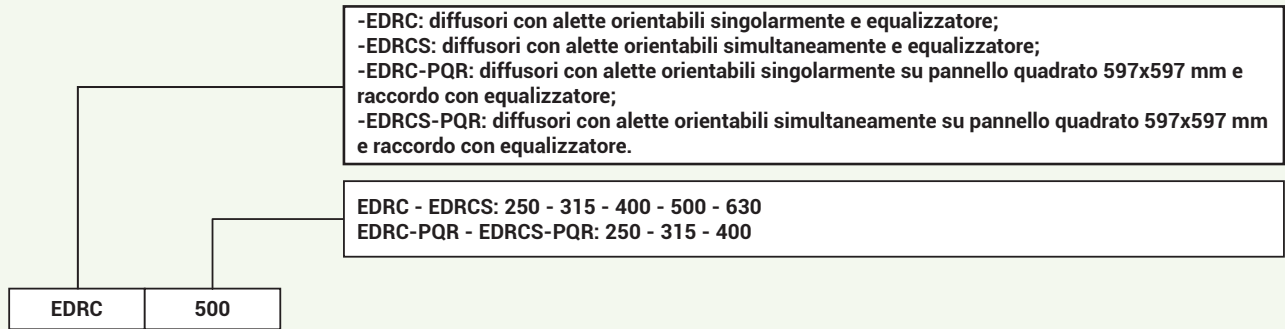 -EDRC: diffusori con alette orientabili singolarmente e equalizzatore;
-EDRCS: diffusori con alette orientabili simultaneamente e equalizzatore;
-EDRC-PQR: diffusori con alette orientabili singolarmente su pannello quadrato 597x597 mm e
raccordo con equalizzatore;
-EDRCS-PQR: diffusori con alette orientabili simultaneamente su pannello quadrato 597x597 mm
e raccordo con equalizzatore.
EDRC - EDRCS: 250 - 315 - 400 - 500 - 630
EDRC-PQR - EDRCS-PQR: 250 - 315 - 400
EDRC 500